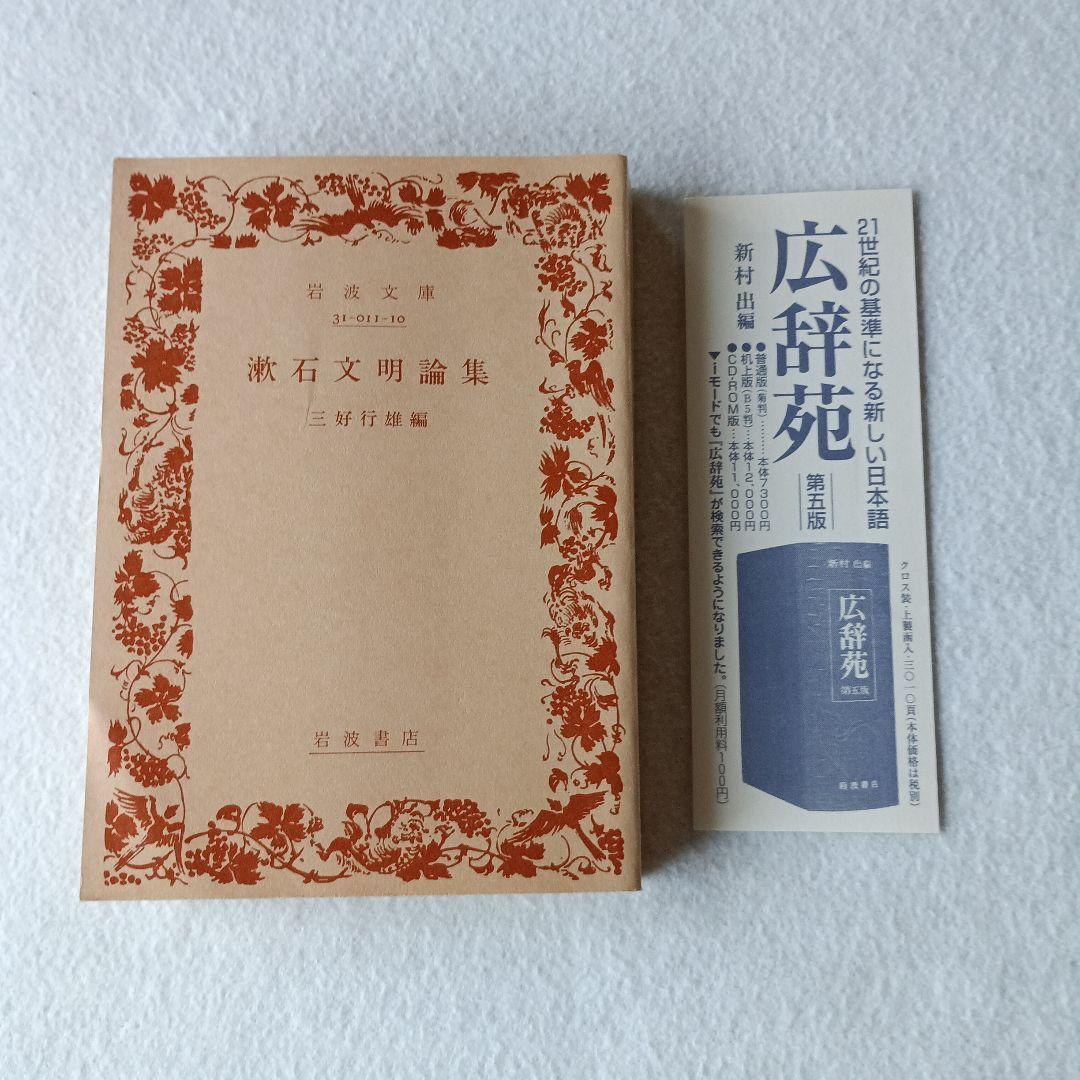 岩波文庫
31-011-10
漱石文明論集
三好行雄編
岩波書店
21世紀の基準になる新しい日本語
広辞苑
第五版
新村出編
●普通版(菊判)………本体7300円
●机上版(B5判)…本体12,000円
●CD-ROM版…本体11,000円
▼iモードでも『広辞苑』が検索できるようになりました。(月額利用料100円)
クロス装・上製函入・三〇一〇頁(本体価格は税別)
新村出編
広辞苑
第五版
岩波書店